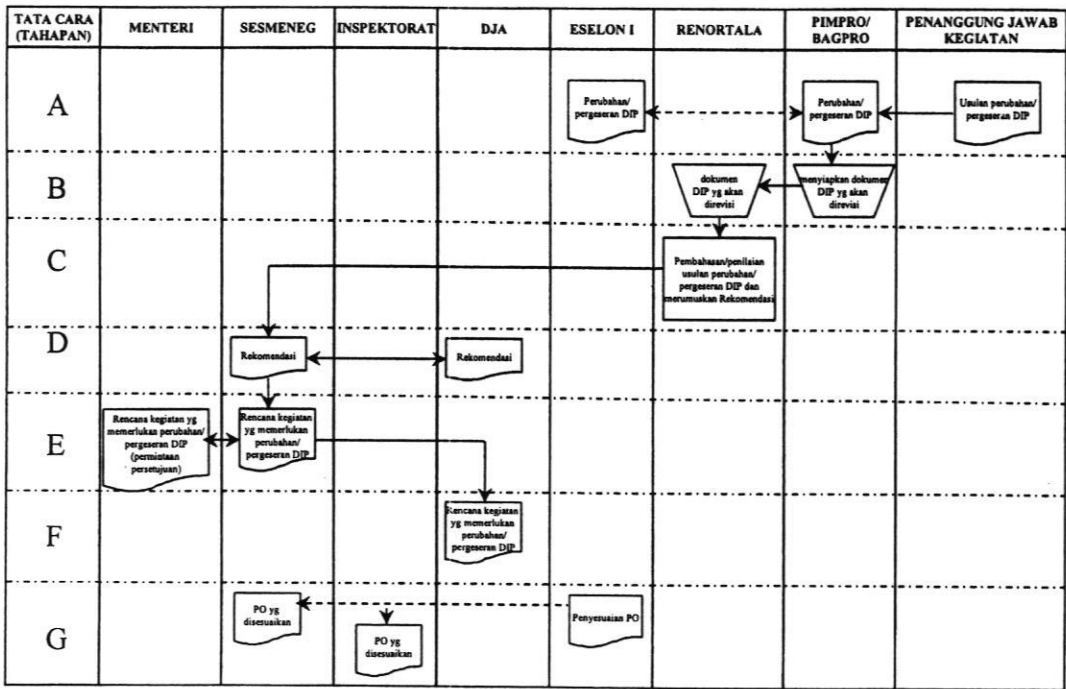 TATA CARA
(TAHAPAN)
MENTERI
SESMENEG
INSPEKTORAT
DJA
ESELON I
RENORTALA
PIMPRO/
BAGPRO
PENANGGUNG JAWAB
KEGIATAN
A
Perubahan/
pergeseran DIP
Perubahan/
pergeseran DIP
Usulan perubahan/
pergeseran DIP
B
dokumen
DIP yg akan
direvisi
menyiapkan dokumen
DIP yg akan
direvisi
C
Pembahasan/penilaian
usulan perubahan/
pergeseran DIP dan
merumuskan Rekomendasi
D
Rekomendasi
Rekomendasi
E
Rencana kegiatan yg
memerlukan perubahan/
pergeseran DIP
(permintaan
persetujuan)
Rencana kegiatan
yg memerlukan
perubahan/
pergeseran DIP
F
Rencana kegiatan
yg memerlukan
perubahan/
pergeseran DIP
G
PO yg
disesuaikan
PO yg
disesuaikan
Penyesuaian PO